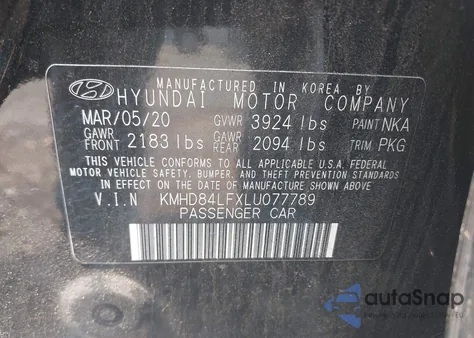 MANUFACTURED IN KOREA BY
HYUNDAI MOTOR COMPANY
MAR/05/20 GVWR 3924 lbs PAINT NKA
GAWR FRONT 2183 lbs GAWR REAR 2094 lbs TRIM PKG
THIS VEHICLE CONFORMS TO ALL APPLICABLE U.S.A. FEDERAL
MOTOR VEHICLE SAFETY, BUMPER, AND THEFT PREVENTION STANDARDS
IN EFFECT ON THE DATE OF MANUFACTURE SHOWN ABOVE
V.I.N KMHD84LFXLU077789
PASSENGER CAR
autoSnap